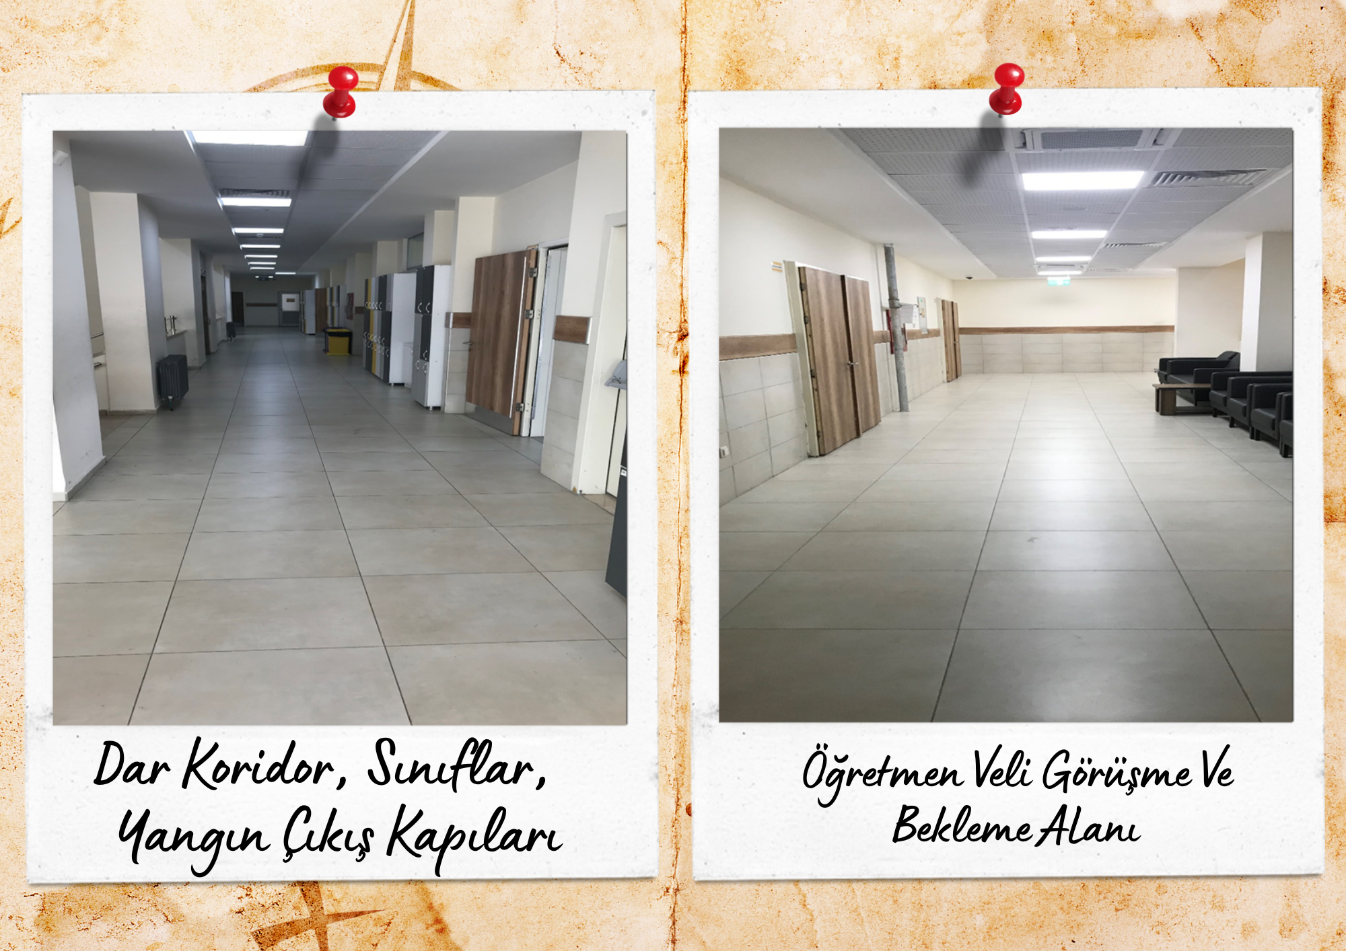 Dar Koridor, Sınıflar,
Yangın Çıkış Kapıları
Öğretmen Veli Görüşme Ve
Bekleme Alanı